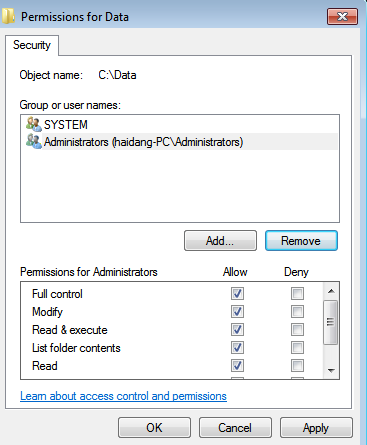 Permissions for Data
Security
Object name: C:\Data
Group or user names:
SYSTEM
Administrators (haidang-PC\Administrators)
Add... Remove
Permissions for Administrators Allow Deny
Full control
Modify
Read & execute
List folder contents
Read
Learn about access control and permissions
OK Cancel Apply